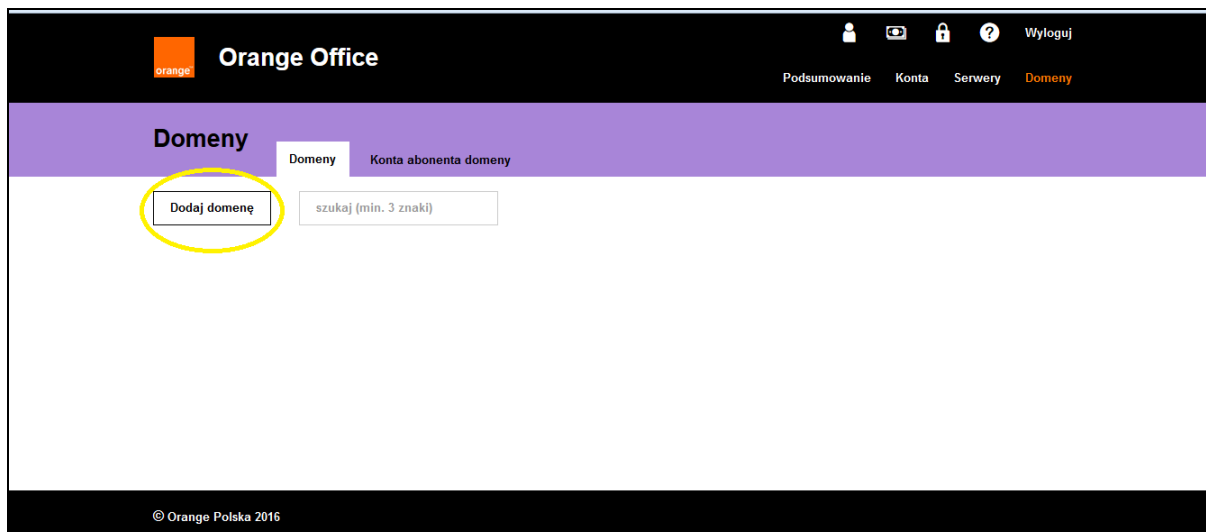 Wyloguj
orange™
Orange Office
Podsumowanie Konta Serwery Domeny
Domeny
Domeny Konta abonenta domeny
Dodaj domenę szukaj (min. 3 znaki)
© Orange Polska 2016